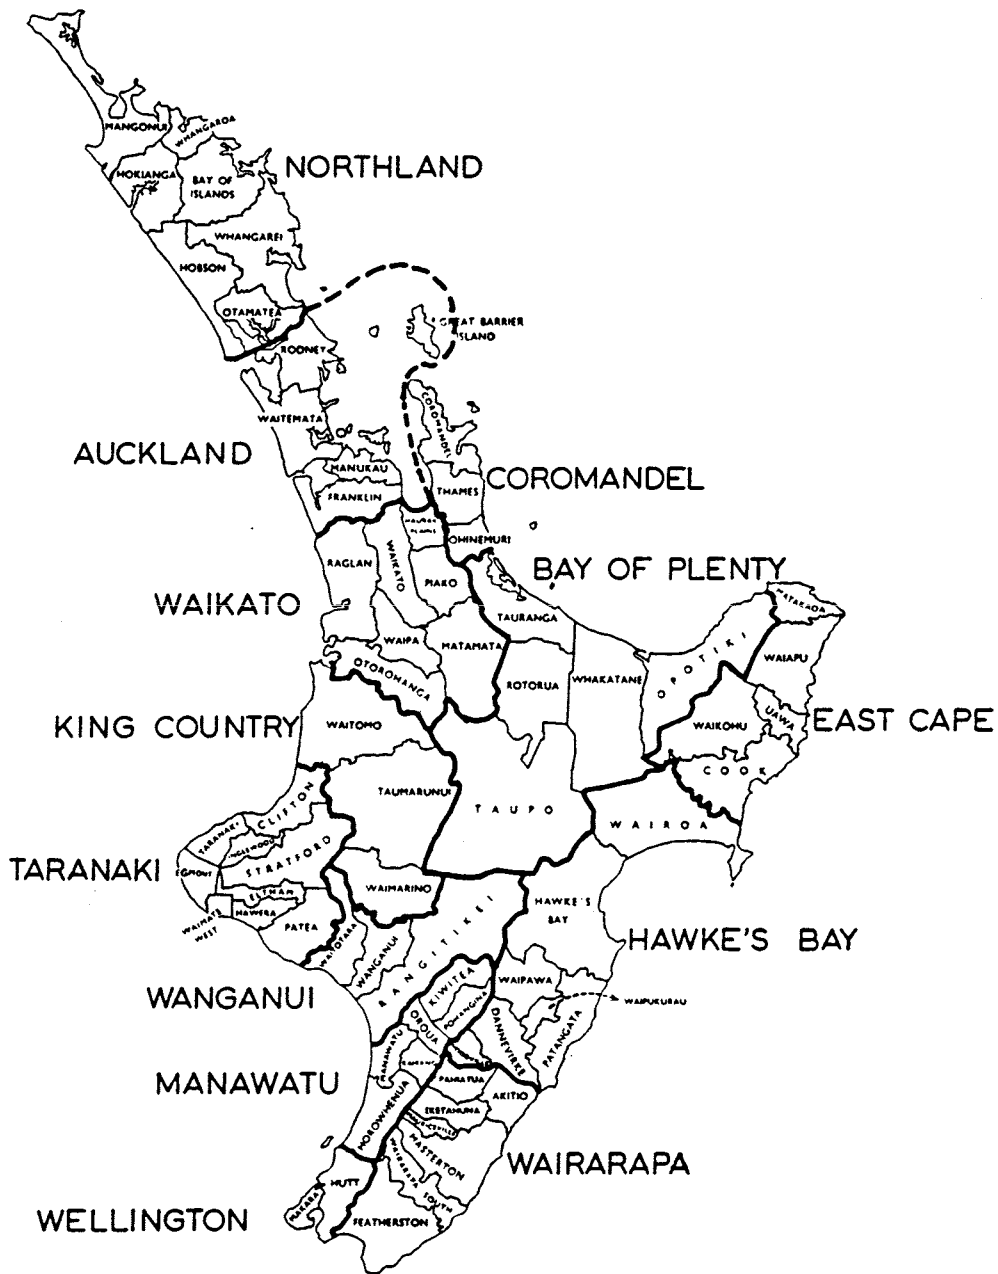 MANGONUI
WHANGAROA
NORTHLAND
HOKIANGA
BAY OF
ISLANDS
WHANGAREI
HOBSON
OTAMATEA
GREAT BARRIER
ISLAND
RODNEY
WAITEMATA
COROMANDEL
AUCKLAND
MANUKAU
FRANKLIN
THAMES
COROMANDEL
PLAINS
OHINEMURI
RAGLAN
WAIKATO
PIAKO
BAY OF PLENTY
WAIKATO
MATAKAOA
TAURANGA
WAIPA
MATAMATA
OPOTIKI
WAIAPU
OTOROHANGA
ROTORUA
WHAKATANE
KING COUNTRY
WAITOMO
WAIKOHU
UAWA
EAST CAPE
COOK
CLIFTON
TAUMARUNUI
TAUPO
WAIROA
TARANAKI
INGLEWOOD
STRATFORD
TARANAKI
EGMONT
ELTHAM
WAIMARINO
HAWKE'S
BAY
WAIMATE
WEST
HAWERA
PATEA
WAITOTARA
WANGANUI
RANGITIKEI
HAWKE'S BAY
WANGANUI
KIWITEA
POHANGINA
WAIPAWA
WAIPUKURAU
OROUA
DANNEVIRKE
PATANGATA
MANAWATU
MANAWATU
PAHIATUA
AKITIO
HOROWHENUA
EKETAHUNA
MAURICEVILLE
MASTERTON
WAIRARAPA
WAIRARAPA SOUTH
HUTT
MAKARA
WELLINGTON
FEATHERSTON